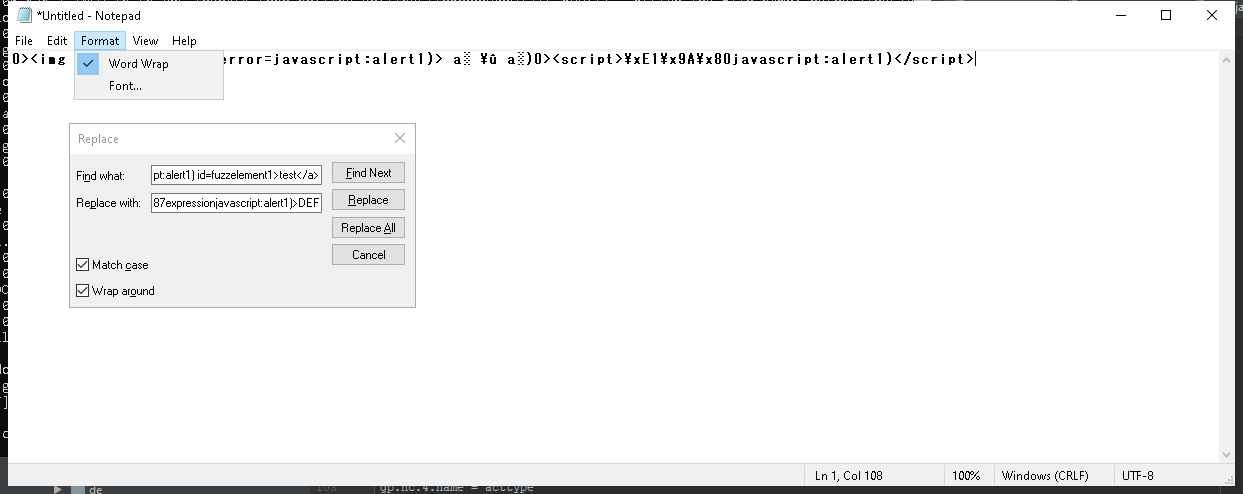 *Untitled - Notepad
File Edit Format View Help
0><img error=javascript:alert1)> a░ ¥û a░)0><script>¥xE1¥x9A¥x80javascript:alert1)</script>
Word Wrap
Font...
Replace
Find what: pt:alert1) id=fuzzelement1>test</a> Find Next
Replace with: 87expressionjavascript:alert1)>DEF Replace
Replace All
Cancel
Match case
Wrap around
Ln 1, Col 108 100% Windows (CRLF) UTF-8
de
gp.nc.4.name = acttype